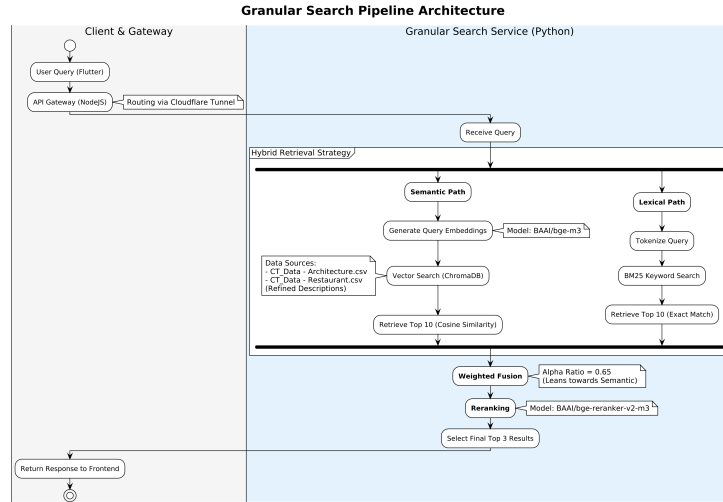 Granular Search Pipeline Architecture
Client & Gateway
Granular Search Service (Python)
User Query (Flutter)
API Gateway (NodeJS)
Routing via Cloudflare Tunnel
Receive Query
Hybrid Retrieval Strategy
Semantic Path
Generate Query Embeddings
Model: BAAI/bge-m3
Data Sources:
- CT_Data - Architecture.csv
- CT_Data - Restaurant.csv
(Refined Descriptions)
Vector Search (ChromaDB)
Retrieve Top 10 (Cosine Similarity)
Lexical Path
Tokenize Query
BM25 Keyword Search
Retrieve Top 10 (Exact Match)
Weighted Fusion
Alpha Ratio = 0.65
(Leans towards Semantic)
Reranking
Model: BAAI/bge-reranker-v2-m3
Select Final Top 3 Results
Return Response to Frontend